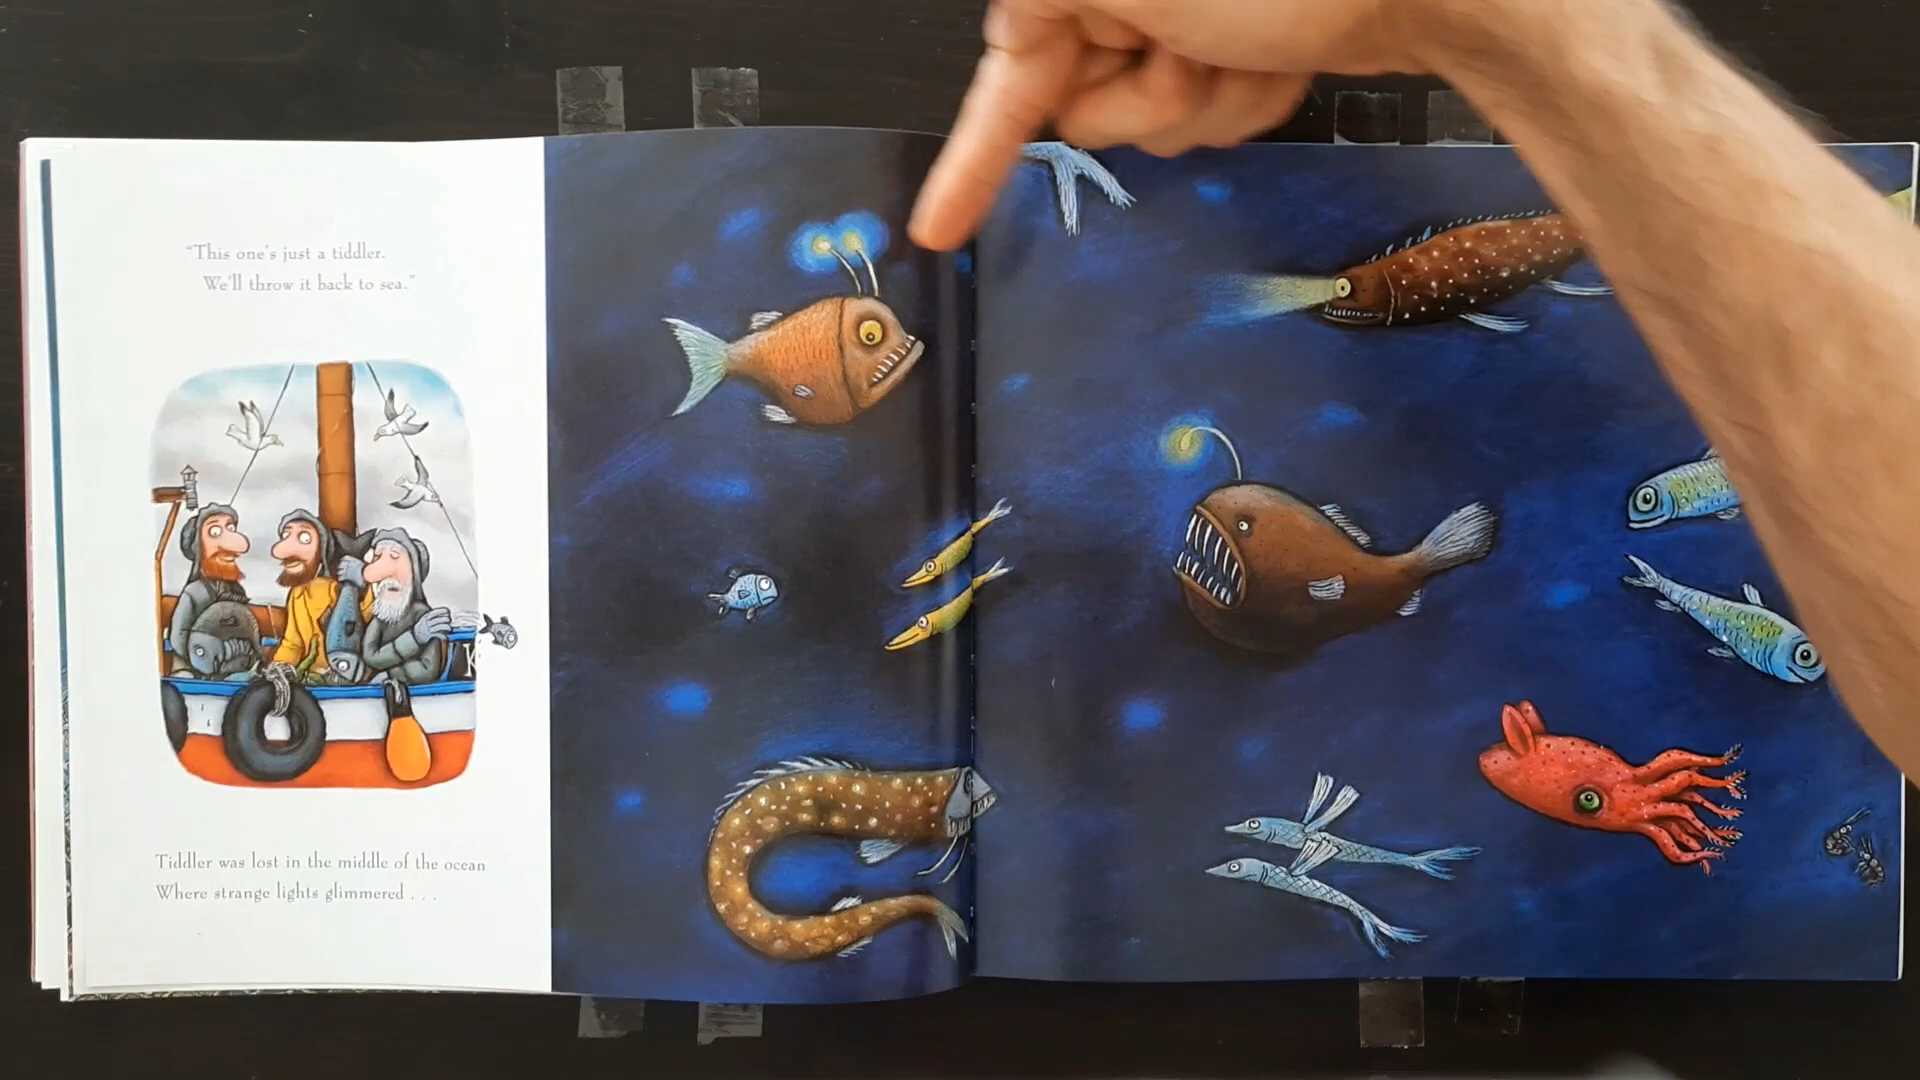 “This one's just a tiddler.
We'll throw it back to sea.”
K
Tiddler was lost in the middle of the ocean
Where strange lights glimmered . . .